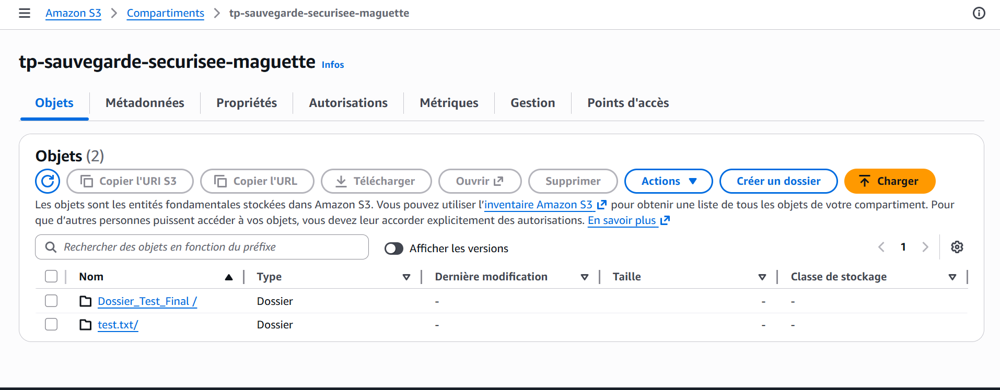 Amazon S3 > Compartiments > tp-sauvegarde-securisee-maguette
tp-sauvegarde-securisee-maguette Infos
Objets Métadonnées Propriétés Autorisations Métriques Gestion Points d'accès
Objets (2)
Copier l'URI S3 Copier l'URL Télécharger Ouvrir Supprimer Actions Créer un dossier Charger
Les objets sont les entités fondamentales stockées dans Amazon S3. Vous pouvez utiliser l’inventaire Amazon S3 pour obtenir une liste de tous les objets de votre compartiment. Pour
que d’autres personnes puissent accéder à vos objets, vous devez leur accorder explicitement des autorisations. En savoir plus
Rechercher des objets en fonction du préfixe Afficher les versions 1
Nom Type Dernière modification Taille Classe de stockage
Dossier_Test_Final / Dossier - - -
test.txt/ Dossier - - -